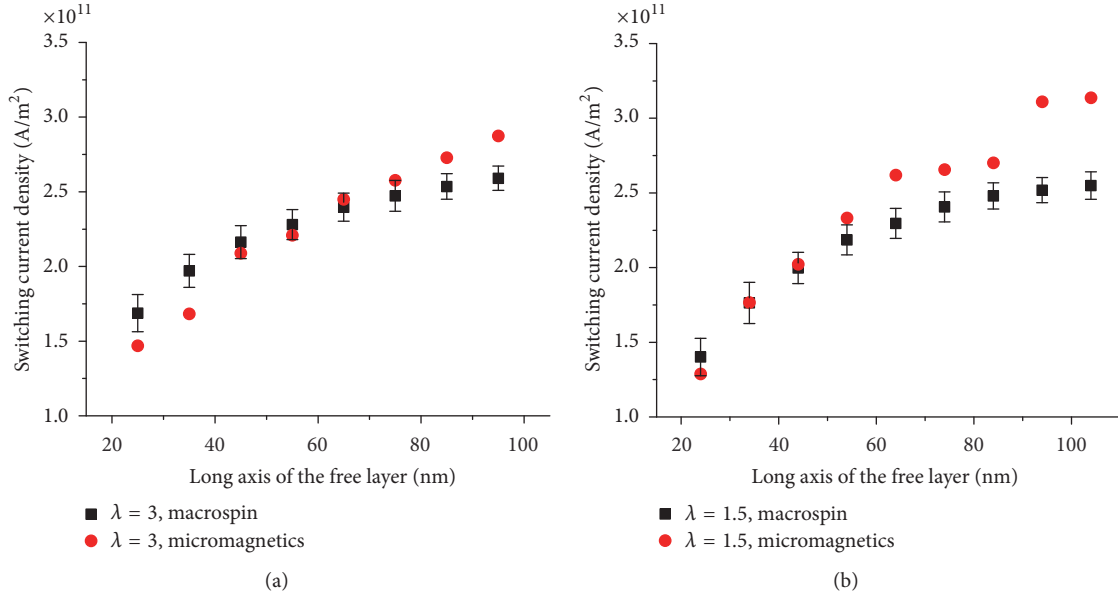 ×10¹¹
3.5
3.0
2.5
2.0
1.5
1.0
Switching current density (A/m²)
20 40 60 80 100
Long axis of the free layer (nm)
λ = 3, macrospin
λ = 3, micromagnetics
(a)
×10¹¹
3.5
3.0
2.5
2.0
1.5
1.0
Switching current density (A/m²)
20 40 60 80 100
Long axis of the free layer (nm)
λ = 1.5, macrospin
λ = 1.5, micromagnetics
(b)